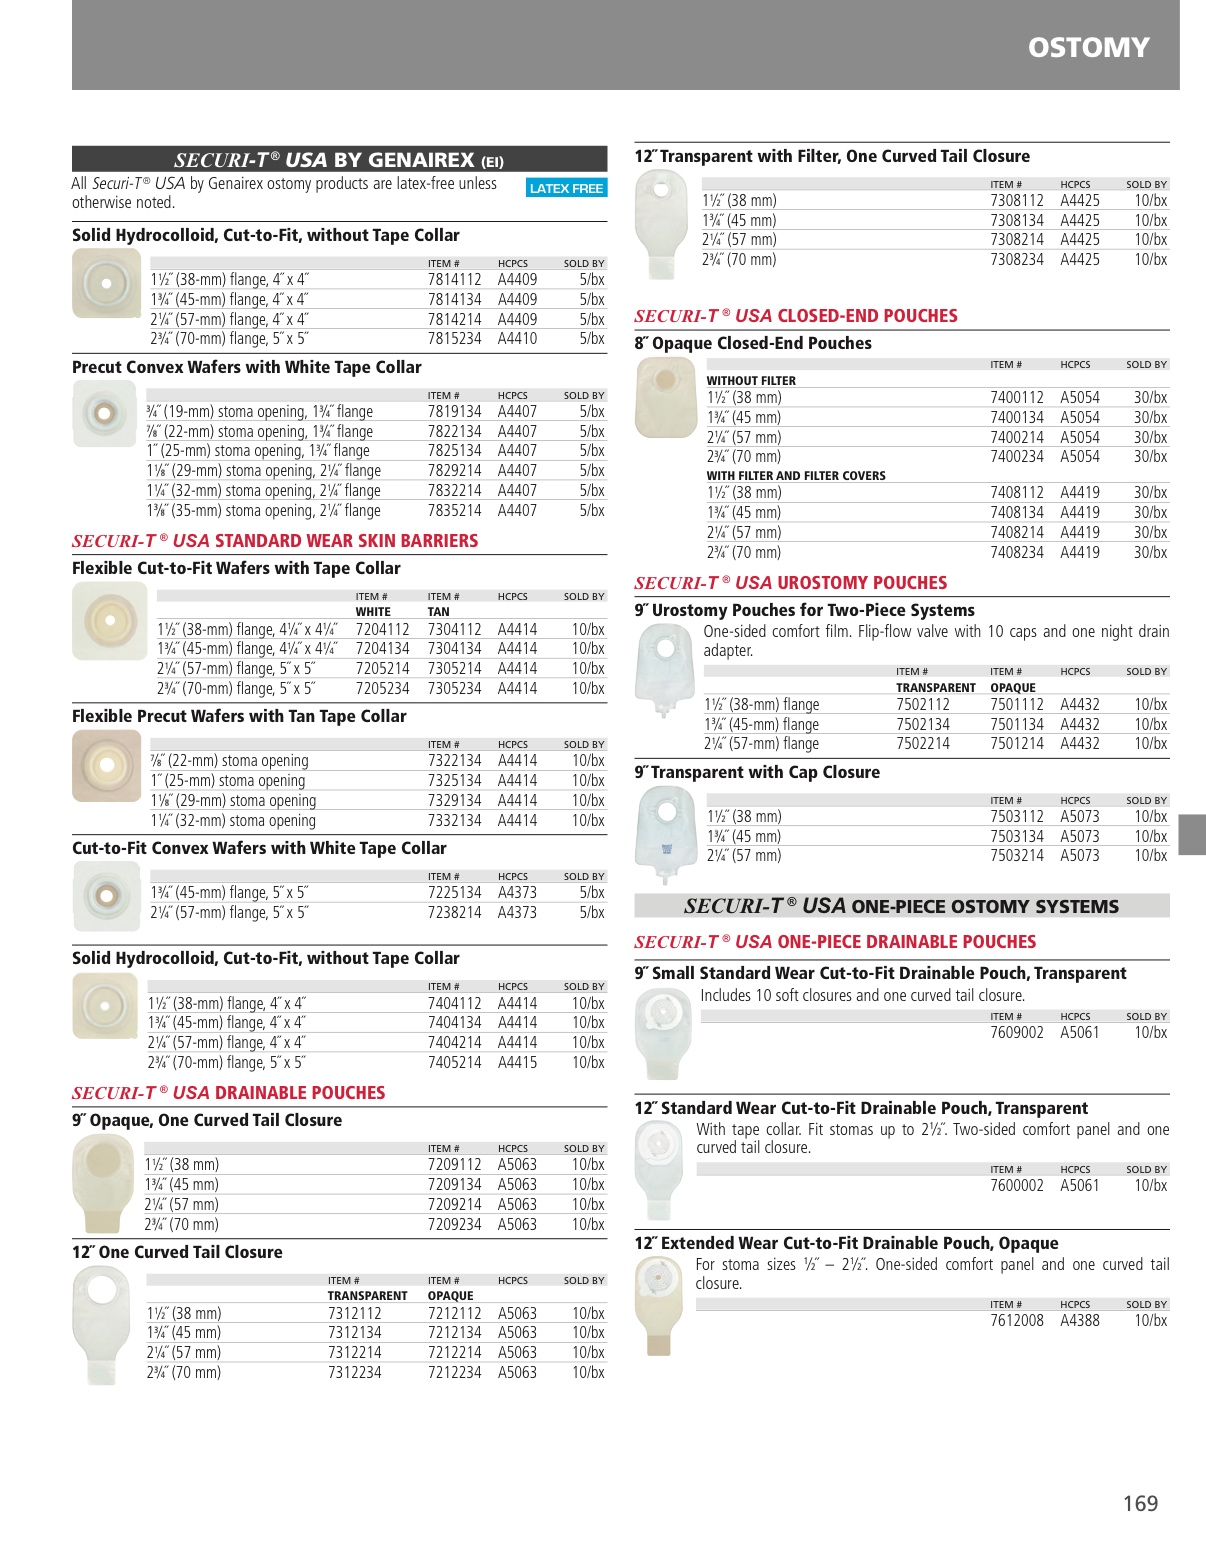 OSTOMY
SECURI-T® USA BY GENAIREX (EI)
All Securi-T® USA by Genairex ostomy products are latex-free unless
otherwise noted.
LATEX FREE
Solid Hydrocolloid, Cut-to-Fit, without Tape Collar
ITEM # HCPCS SOLD BY
1½˝ (38-mm) flange, 4˝ x 4˝ 7814112 A4409 5/bx
1¾˝ (45-mm) flange, 4˝ x 4˝ 7814134 A4409 5/bx
2¼˝ (57-mm) flange, 4˝ x 4˝ 7814214 A4409 5/bx
2¾˝ (70-mm) flange, 5˝ x 5˝ 7815234 A4410 5/bx
Precut Convex Wafers with White Tape Collar
ITEM # HCPCS SOLD BY
¾˝ (19-mm) stoma opening, 1¾˝ flange 7819134 A4407 5/bx
⅞˝ (22-mm) stoma opening, 1¾˝ flange 7822134 A4407 5/bx
1˝ (25-mm) stoma opening, 1¾˝ flange 7825134 A4407 5/bx
1⅛˝ (29-mm) stoma opening, 2¼˝ flange 7829214 A4407 5/bx
1¼˝ (32-mm) stoma opening, 2¼˝ flange 7832214 A4407 5/bx
1⅜˝ (35-mm) stoma opening, 2¼˝ flange 7835214 A4407 5/bx
SECURI-T® USA STANDARD WEAR SKIN BARRIERS
Flexible Cut-to-Fit Wafers with Tape Collar
ITEM # ITEM # HCPCS SOLD BY
WHITE TAN
1½˝ (38-mm) flange, 4¼˝ x 4¼˝ 7204112 7304112 A4414 10/bx
1¾˝ (45-mm) flange, 4¼˝ x 4¼˝ 7204134 7304134 A4414 10/bx
2¼˝ (57-mm) flange, 5˝ x 5˝ 7205214 7305214 A4414 10/bx
2¾˝ (70-mm) flange, 5˝ x 5˝ 7205234 7305234 A4414 10/bx
Flexible Precut Wafers with Tan Tape Collar
ITEM # HCPCS SOLD BY
⅞˝ (22-mm) stoma opening 7322134 A4414 10/bx
1˝ (25-mm) stoma opening 7325134 A4414 10/bx
1⅛˝ (29-mm) stoma opening 7329134 A4414 10/bx
1¼˝ (32-mm) stoma opening 7332134 A4414 10/bx
Cut-to-Fit Convex Wafers with White Tape Collar
ITEM # HCPCS SOLD BY
1¾˝ (45-mm) flange, 5˝ x 5˝ 7225134 A4373 5/bx
2¼˝ (57-mm) flange, 5˝ x 5˝ 7238214 A4373 5/bx
Solid Hydrocolloid, Cut-to-Fit, without Tape Collar
ITEM # HCPCS SOLD BY
1½˝ (38-mm) flange, 4˝ x 4˝ 7404112 A4414 10/bx
1¾˝ (45-mm) flange, 4˝ x 4˝ 7404134 A4414 10/bx
2¼˝ (57-mm) flange, 4˝ x 4˝ 7404214 A4414 10/bx
2¾˝ (70-mm) flange, 5˝ x 5˝ 7405214 A4415 10/bx
SECURI-T® USA DRAINABLE POUCHES
9˝ Opaque, One Curved Tail Closure
ITEM # HCPCS SOLD BY
1½˝ (38 mm) 7209112 A5063 10/bx
1¾˝ (45 mm) 7209134 A5063 10/bx
2¼˝ (57 mm) 7209214 A5063 10/bx
2¾˝ (70 mm) 7209234 A5063 10/bx
12˝ One Curved Tail Closure
ITEM # ITEM # HCPCS SOLD BY
TRANSPARENT OPAQUE
1½˝ (38 mm) 7312112 7212112 A5063 10/bx
1¾˝ (45 mm) 7312134 7212134 A5063 10/bx
2¼˝ (57 mm) 7312214 7212214 A5063 10/bx
2¾˝ (70 mm) 7312234 7212234 A5063 10/bx
12˝ Transparent with Filter, One Curved Tail Closure
ITEM # HCPCS SOLD BY
1½˝ (38 mm) 7308112 A4425 10/bx
1¾˝ (45 mm) 7308134 A4425 10/bx
2¼˝ (57 mm) 7308214 A4425 10/bx
2¾˝ (70 mm) 7308234 A4425 10/bx
SECURI-T® USA CLOSED-END POUCHES
8˝ Opaque Closed-End Pouches
ITEM # HCPCS SOLD BY
WITHOUT FILTER
1½˝ (38 mm) 7400112 A5054 30/bx
1¾˝ (45 mm) 7400134 A5054 30/bx
2¼˝ (57 mm) 7400214 A5054 30/bx
2¾˝ (70 mm) 7400234 A5054 30/bx
WITH FILTER AND FILTER COVERS
1½˝ (38 mm) 7408112 A4419 30/bx
1¾˝ (45 mm) 7408134 A4419 30/bx
2¼˝ (57 mm) 7408214 A4419 30/bx
2¾˝ (70 mm) 7408234 A4419 30/bx
SECURI-T® USA UROSTOMY POUCHES
9˝ Urostomy Pouches for Two-Piece Systems
One-sided comfort film. Flip-flow valve with 10 caps and one night drain
adapter.
ITEM # ITEM # HCPCS SOLD BY
TRANSPARENT OPAQUE
1½˝ (38-mm) flange 7502112 7501112 A4432 10/bx
1¾˝ (45-mm) flange 7502134 7501134 A4432 10/bx
2¼˝ (57-mm) flange 7502214 7501214 A4432 10/bx
9˝ Transparent with Cap Closure
ITEM # HCPCS SOLD BY
1½˝ (38 mm) 7503112 A5073 10/bx
1¾˝ (45 mm) 7503134 A5073 10/bx
2¼˝ (57 mm) 7503214 A5073 10/bx
SECURI-T® USA ONE-PIECE OSTOMY SYSTEMS
SECURI-T® USA ONE-PIECE DRAINABLE POUCHES
9˝ Small Standard Wear Cut-to-Fit Drainable Pouch, Transparent
Includes 10 soft closures and one curved tail closure.
ITEM # HCPCS SOLD BY
7609002 A5061 10/bx
12˝ Standard Wear Cut-to-Fit Drainable Pouch, Transparent
With tape collar. Fit stomas up to 2½˝. Two-sided comfort panel and one
curved tail closure.
ITEM # HCPCS SOLD BY
7600002 A5061 10/bx
12˝ Extended Wear Cut-to-Fit Drainable Pouch, Opaque
For stoma sizes ½˝ – 2½˝. One-sided comfort panel and one curved tail
closure.
ITEM # HCPCS SOLD BY
7612008 A4388 10/bx
169